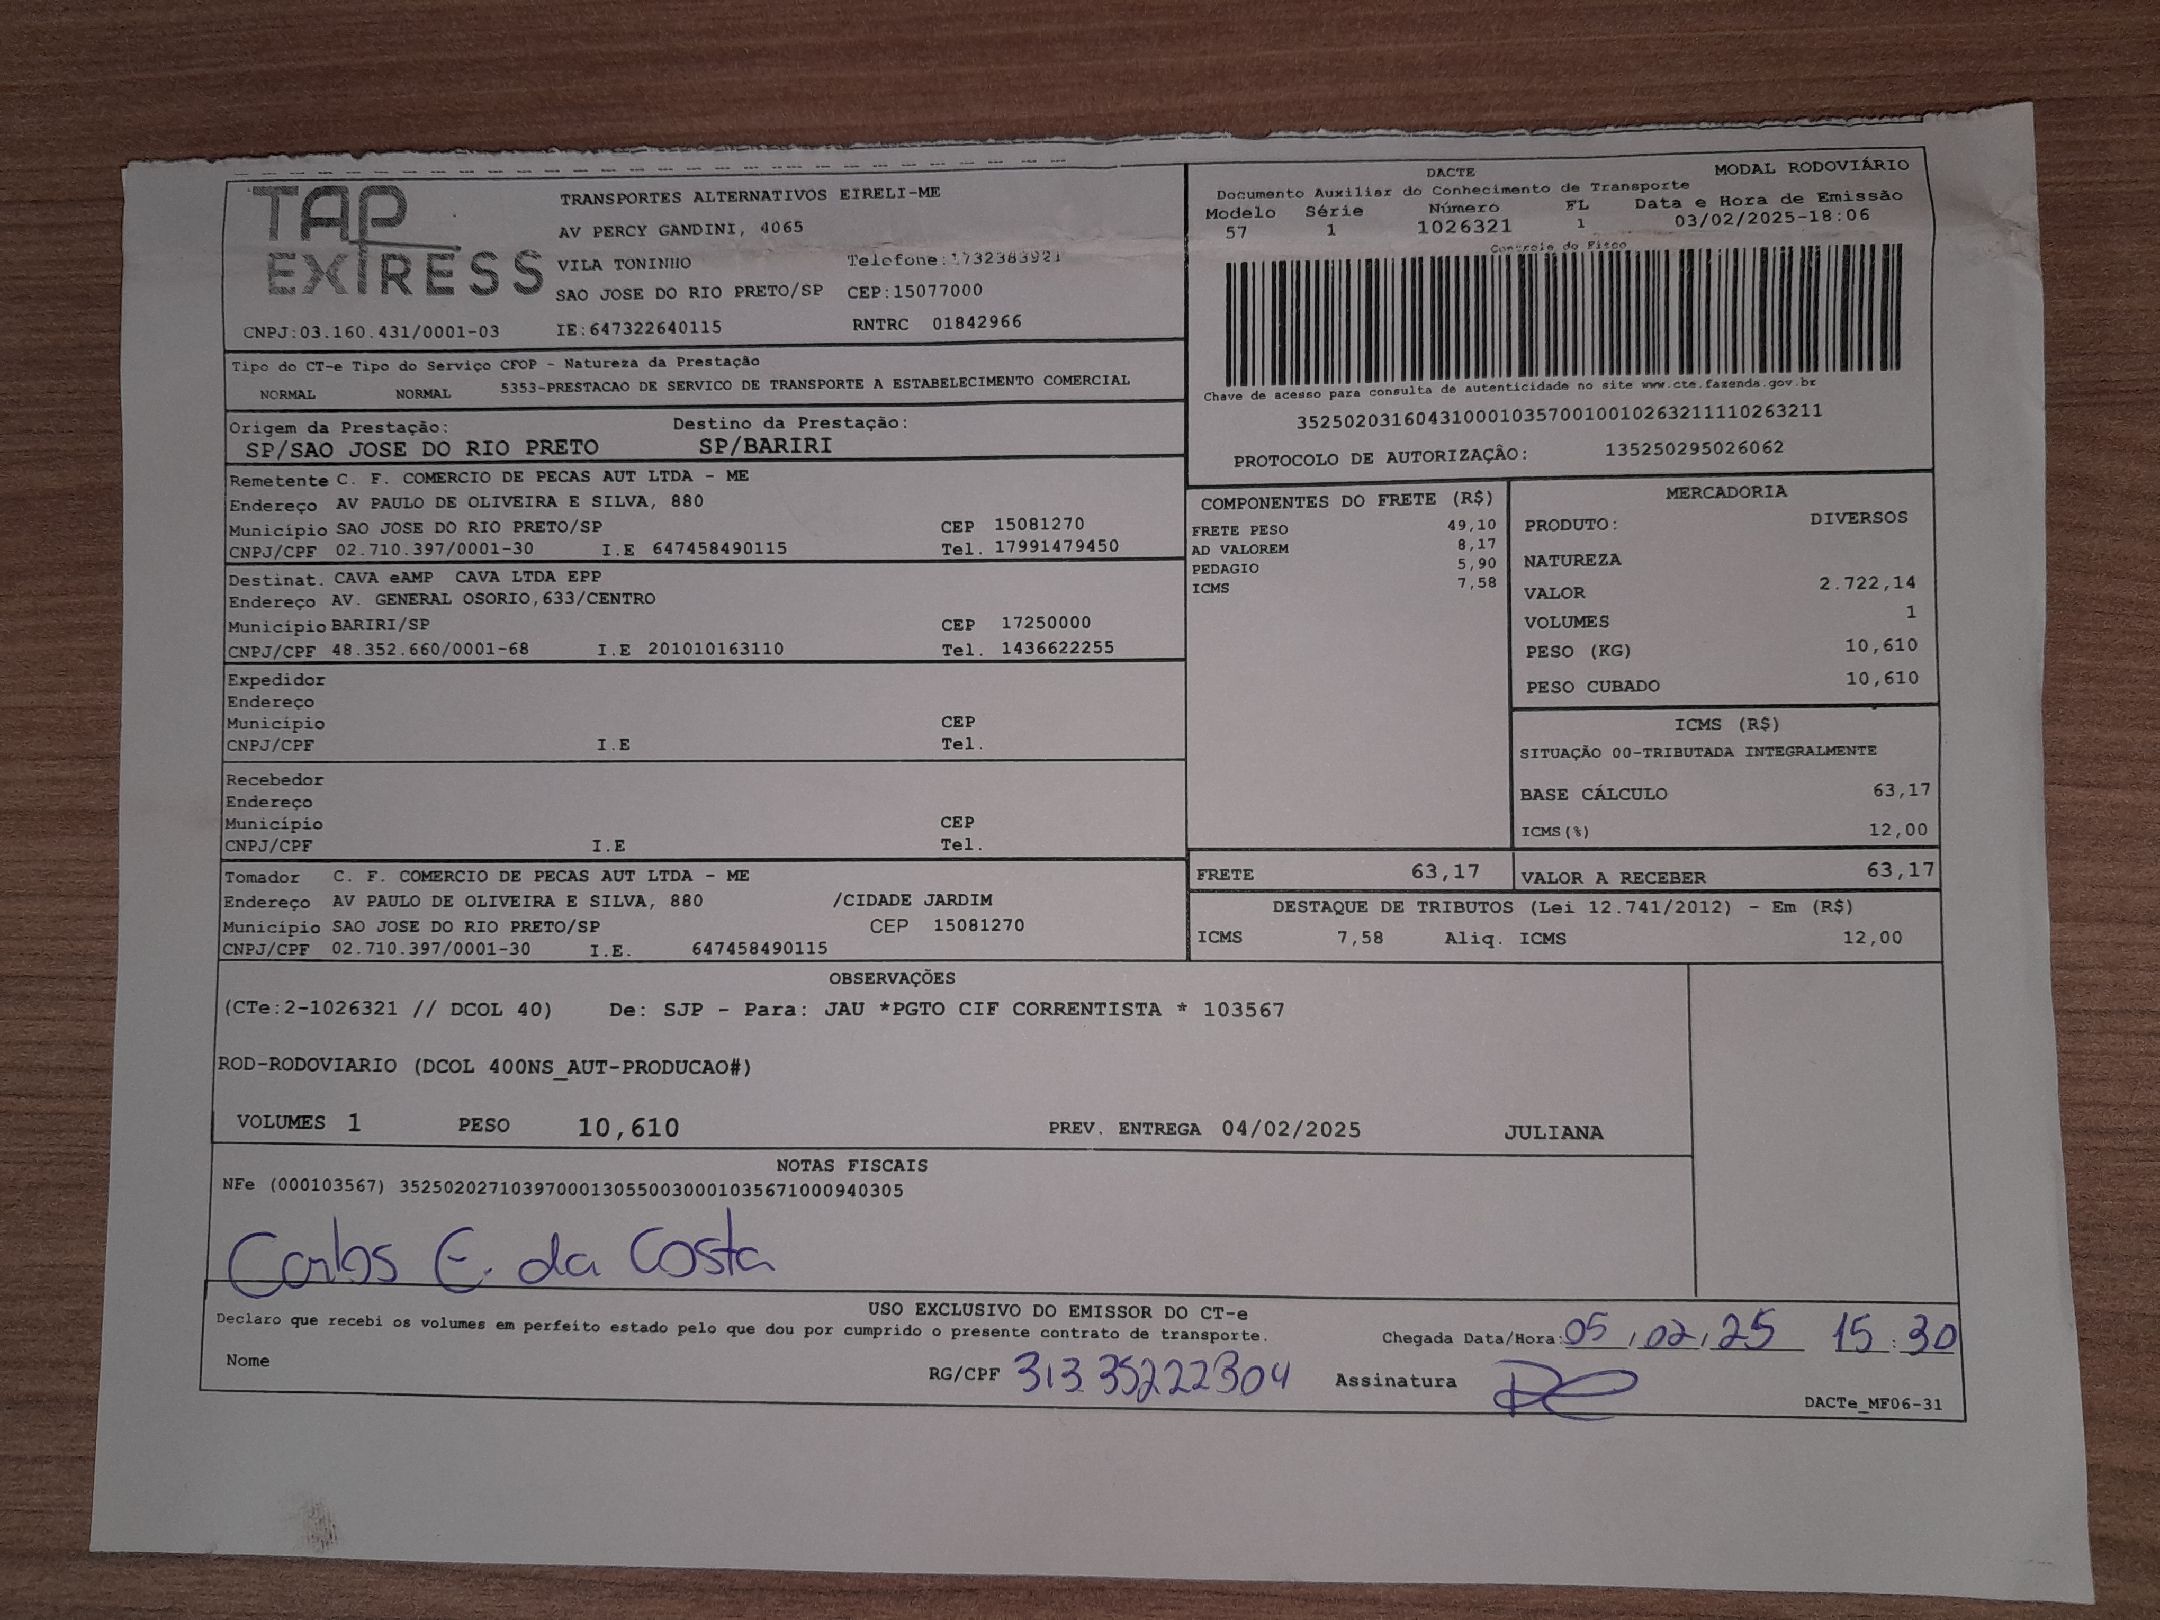 TAP EXPRESS
TRANSPORTES ALTERNATIVOS EIRELI-ME
AV PERCY GANDINI, 4065
VILA TONINHO Telefone:1732383921
SAO JOSE DO RIO PRETO/SP CEP:15077000
CNPJ:03.160.431/0001-03 IE:647322640115 RNTRC 01842966
DACTE MODAL RODOVIÁRIO
Documento Auxiliar do Conhecimento de Transporte
Modelo Série Número FL Data e Hora de Emissão
57 1 1026321 1 03/02/2025-18:06
Controle do Fisco
Chave de acesso para consulta de autenticidade no site www.cte.fazenda.gov.br
35250203160431000103570010010263211110263211
PROTOCOLO DE AUTORIZAÇÃO: 135250295026062
Tipo do CT-e Tipo do Serviço CFOP - Natureza da Prestação
NORMAL NORMAL 5353-PRESTACAO DE SERVICO DE TRANSPORTE A ESTABELECIMENTO COMERCIAL
Origem da Prestação: Destino da Prestação:
SP/SAO JOSE DO RIO PRETO SP/BARIRI
Remetente C. F. COMERCIO DE PECAS AUT LTDA - ME
Endereço AV PAULO DE OLIVEIRA E SILVA, 880
Município SAO JOSE DO RIO PRETO/SP CEP 15081270
CNPJ/CPF 02.710.397/0001-30 I.E 647458490115 Tel. 17991479450
Destinat. CAVA eAMP CAVA LTDA EPP
Endereço AV. GENERAL OSORIO,633/CENTRO
Município BARIRI/SP CEP 17250000
CNPJ/CPF 48.352.660/0001-68 I.E 201010163110 Tel. 1436622255
Expedidor
Endereço
Município CEP
CNPJ/CPF I.E Tel.
Recebedor
Endereço
Município CEP
CNPJ/CPF I.E Tel.
Tomador C. F. COMERCIO DE PECAS AUT LTDA - ME
Endereço AV PAULO DE OLIVEIRA E SILVA, 880 /CIDADE JARDIM
Município SAO JOSE DO RIO PRETO/SP CEP 15081270
CNPJ/CPF 02.710.397/0001-30 I.E. 647458490115
COMPONENTES DO FRETE (R$)
FRETE PESO 49,10
AD VALOREM 8,17
PEDAGIO 5,90
ICMS 7,58
MERCADORIA
PRODUTO: DIVERSOS
NATUREZA
VALOR 2.722,14
VOLUMES 1
PESO (KG) 10,610
PESO CUBADO 10,610
ICMS (R$)
SITUAÇÃO 00-TRIBUTADA INTEGRALMENTE
BASE CÁLCULO 63,17
ICMS(%) 12,00
FRETE 63,17 VALOR A RECEBER 63,17
DESTAQUE DE TRIBUTOS (Lei 12.741/2012) - Em (R$)
ICMS 7,58 Aliq. ICMS 12,00
OBSERVAÇÕES
(CTe:2-1026321 // DCOL 40) De: SJP - Para: JAU *PGTO CIF CORRENTISTA * 103567
ROD-RODOVIARIO (DCOL 400NS_AUT-PRODUCAO#)
VOLUMES 1 PESO 10,610 PREV. ENTREGA 04/02/2025 JULIANA
NOTAS FISCAIS
NFe (000103567) 35250202710397000130550030001035671000940305
Carlos E. da Costa
USO EXCLUSIVO DO EMISSOR DO CT-e
Declaro que recebi os volumes em perfeito estado pelo que dou por cumprido o presente contrato de transporte.
Chegada Data/Hora: 05/02/25 15:30
Nome RG/CPF 31335222304 Assinatura
DACTe_MF06-31